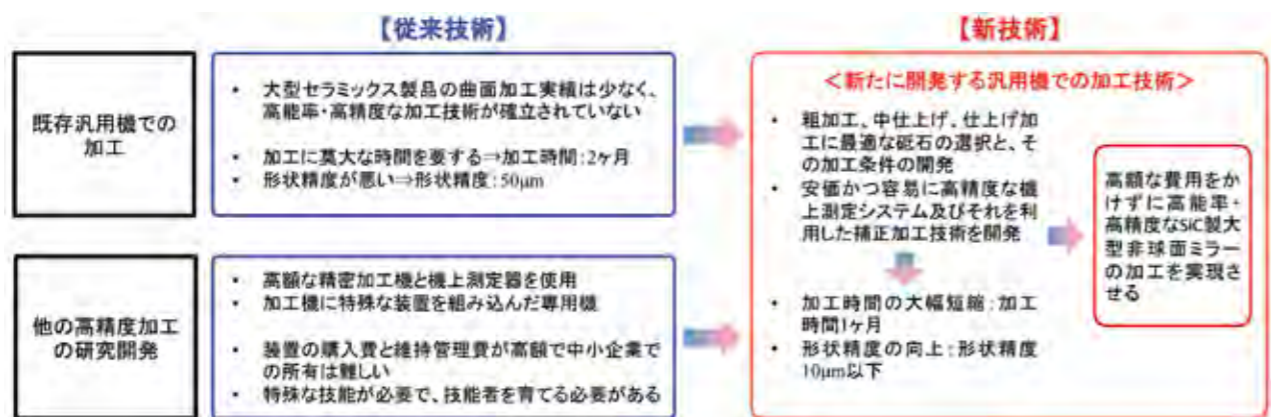 【従来技術】
【新技術】
既存汎用機での
加工
・ 大型セラミックス製品の曲面加工実績は少なく、
高能率・高精度な加工技術が確立されていない
・ 加工に莫大な時間を要する⇒加工時間:2ヶ月
・ 形状精度が悪い⇒形状精度:50μm
他の高精度加工
の研究開発
・ 高額な精密加工機と機上測定器を使用
・ 加工機に特殊な装置を組み込んだ専用機
・ 装置の購入費と維持管理費が高額で中小企業で
の所有は難しい
・ 特殊な技能が必要で、技能者を育てる必要がある
<新たに開発する汎用機での加工技術>
・ 粗加工、中仕上げ、仕上げ加
工に最適な砥石の選択と、そ
の加工条件の開発
・ 安価かつ容易に高精度な機
上測定システム及びそれを利
用した補正加工技術を開発
・ 加工時間の大幅短縮:加工
時間1ヶ月
・ 形状精度の向上:形状精度
10μm以下
高額な費用をか
けずに高能率・
高精度なSiC製大
型非球面ミラー
の加工を実現さ
せる